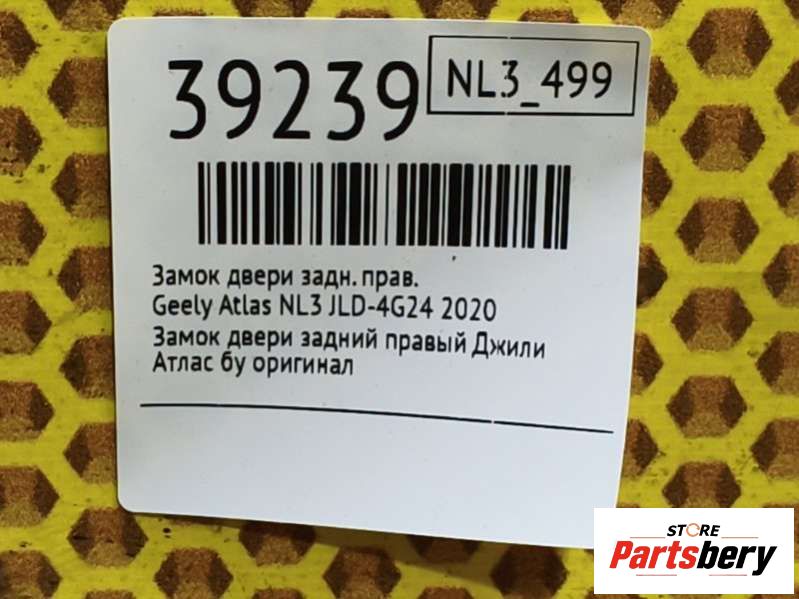 39239
NL3_499
Замок двери задн. прав.
Geely Atlas NL3 JLD-4G24 2020
Замок двери задний правый Джили
Атлас бу оригинал
STORE
Partsbery